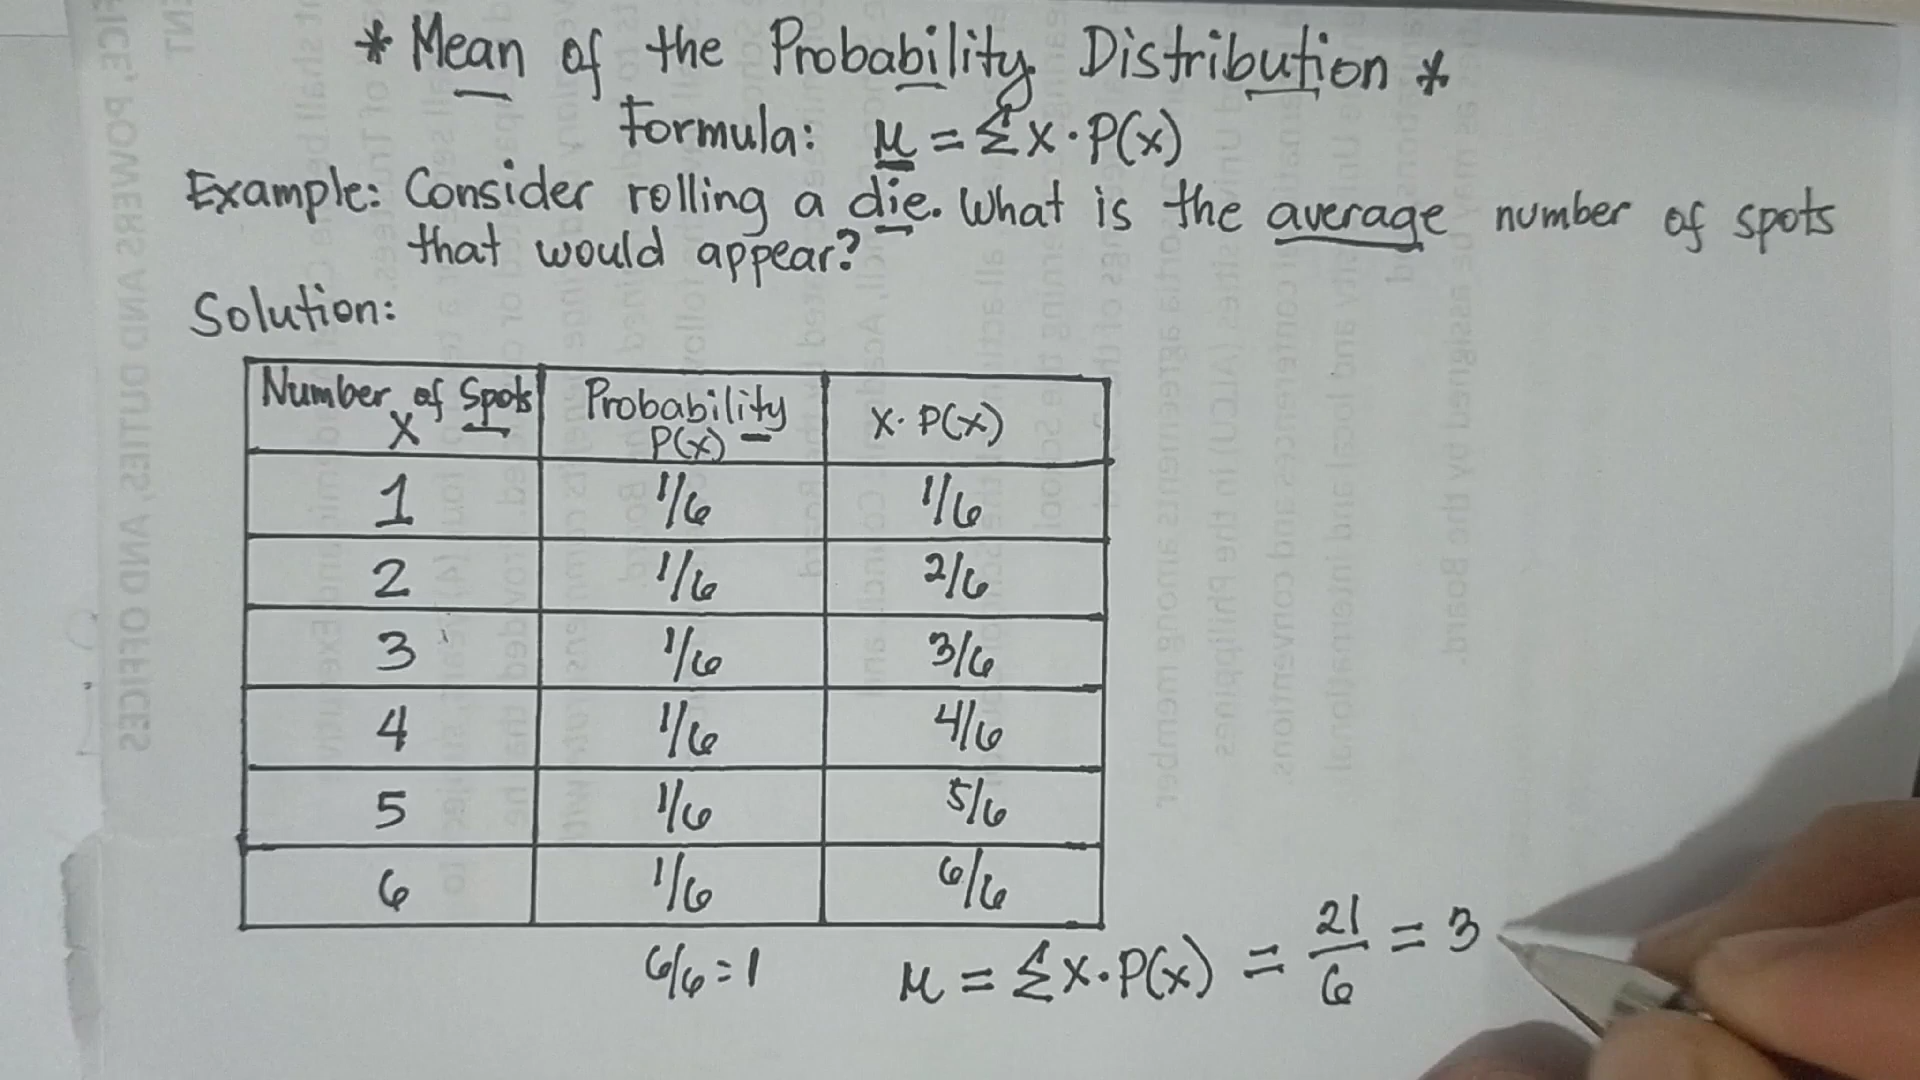 * Mean of the Probability Distribution *
Formula: μ = Σx·P(x)
Example: Consider rolling a die. What is the average number of spots
that would appear?
Solution:
Number of Spots X | Probability P(x) | X·P(x)
1 | 1/6 | 1/6
2 | 1/6 | 2/6
3 | 1/6 | 3/6
4 | 1/6 | 4/6
5 | 1/6 | 5/6
6 | 1/6 | 6/6
6/6=1
μ = Σx·P(x) = 21/6 = 3